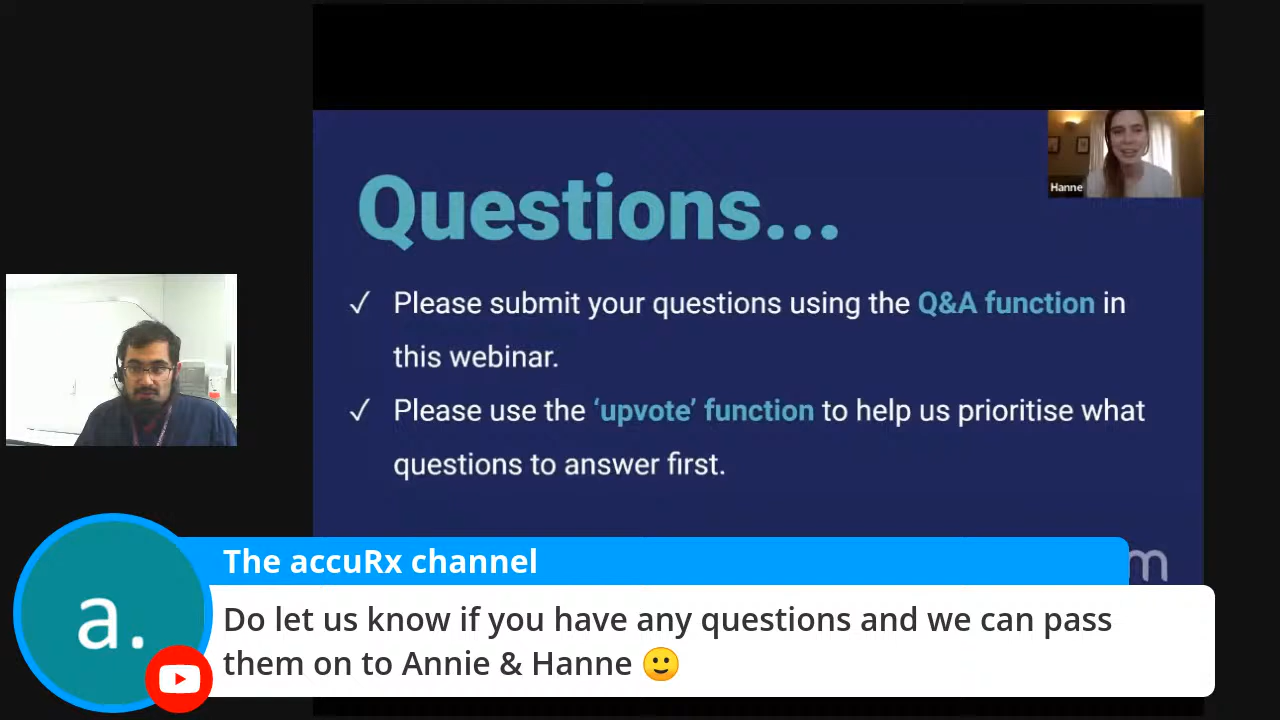 Questions...
Hanne
✓ Please submit your questions using the Q&A function in
this webinar.
✓ Please use the ‘upvote’ function to help us prioritise what
questions to answer first.
The accuRx channel
a.
Do let us know if you have any questions and we can pass
them on to Annie & Hanne 🙂